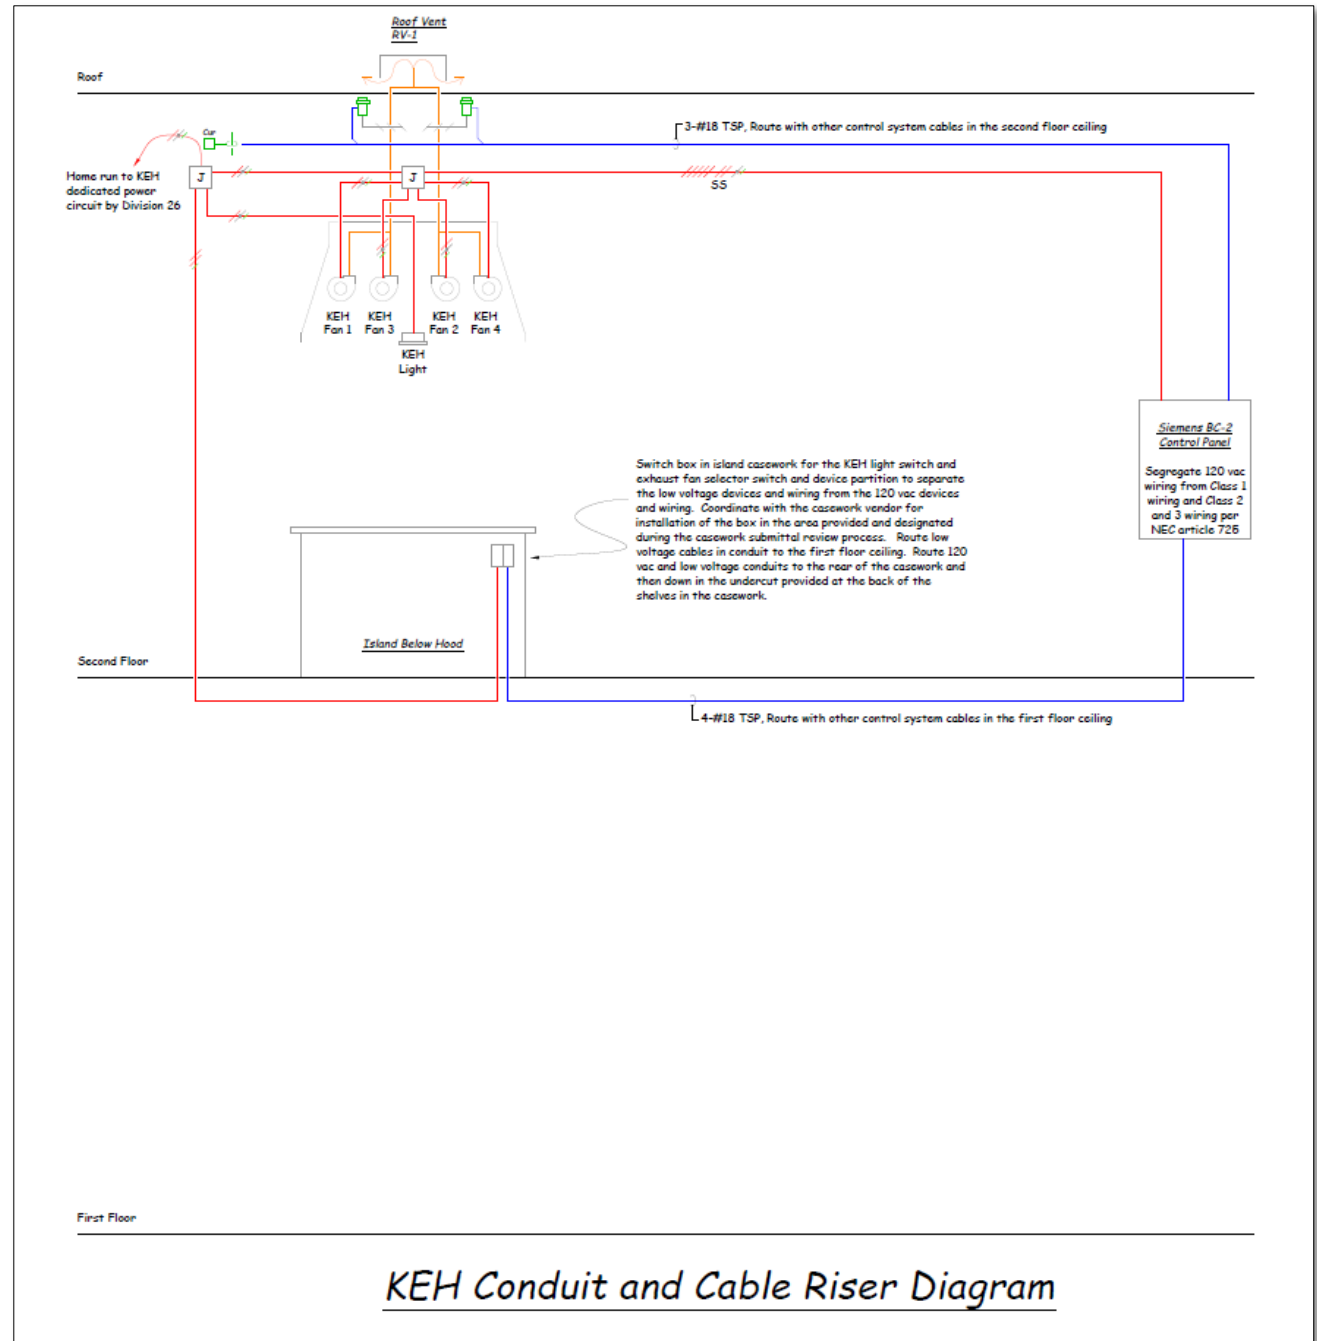 Roof Vent
RV-1
Roof
3-#18 TSP, Route with other control system cables in the second floor ceiling
Cur
Home run to KEH
dedicated power
circuit by Division 26
J
J
SS
KEH
Fan 1
KEH
Fan 3
KEH
Fan 2
KEH
Fan 4
KEH
Light
Siemens BC-2
Control Panel
Segregate 120 vac
wiring from Class 1
wiring and Class 2
and 3 wiring per
NEC article 725
Switch box in island casework for the KEH light switch and
exhaust fan selector switch and device partition to separate
the low voltage devices and wiring from the 120 vac devices
and wiring. Coordinate with the casework vendor for
installation of the box in the area provided and designated
during the casework submittal review process. Route low
voltage cables in conduit to the first floor ceiling. Route 120
vac and low voltage conduits to the rear of the casework and
then down in the undercut provided at the back of the
shelves in the casework.
Island Below Hood
Second Floor
4-#18 TSP, Route with other control system cables in the first floor ceiling
First Floor
KEH Conduit and Cable Riser Diagram